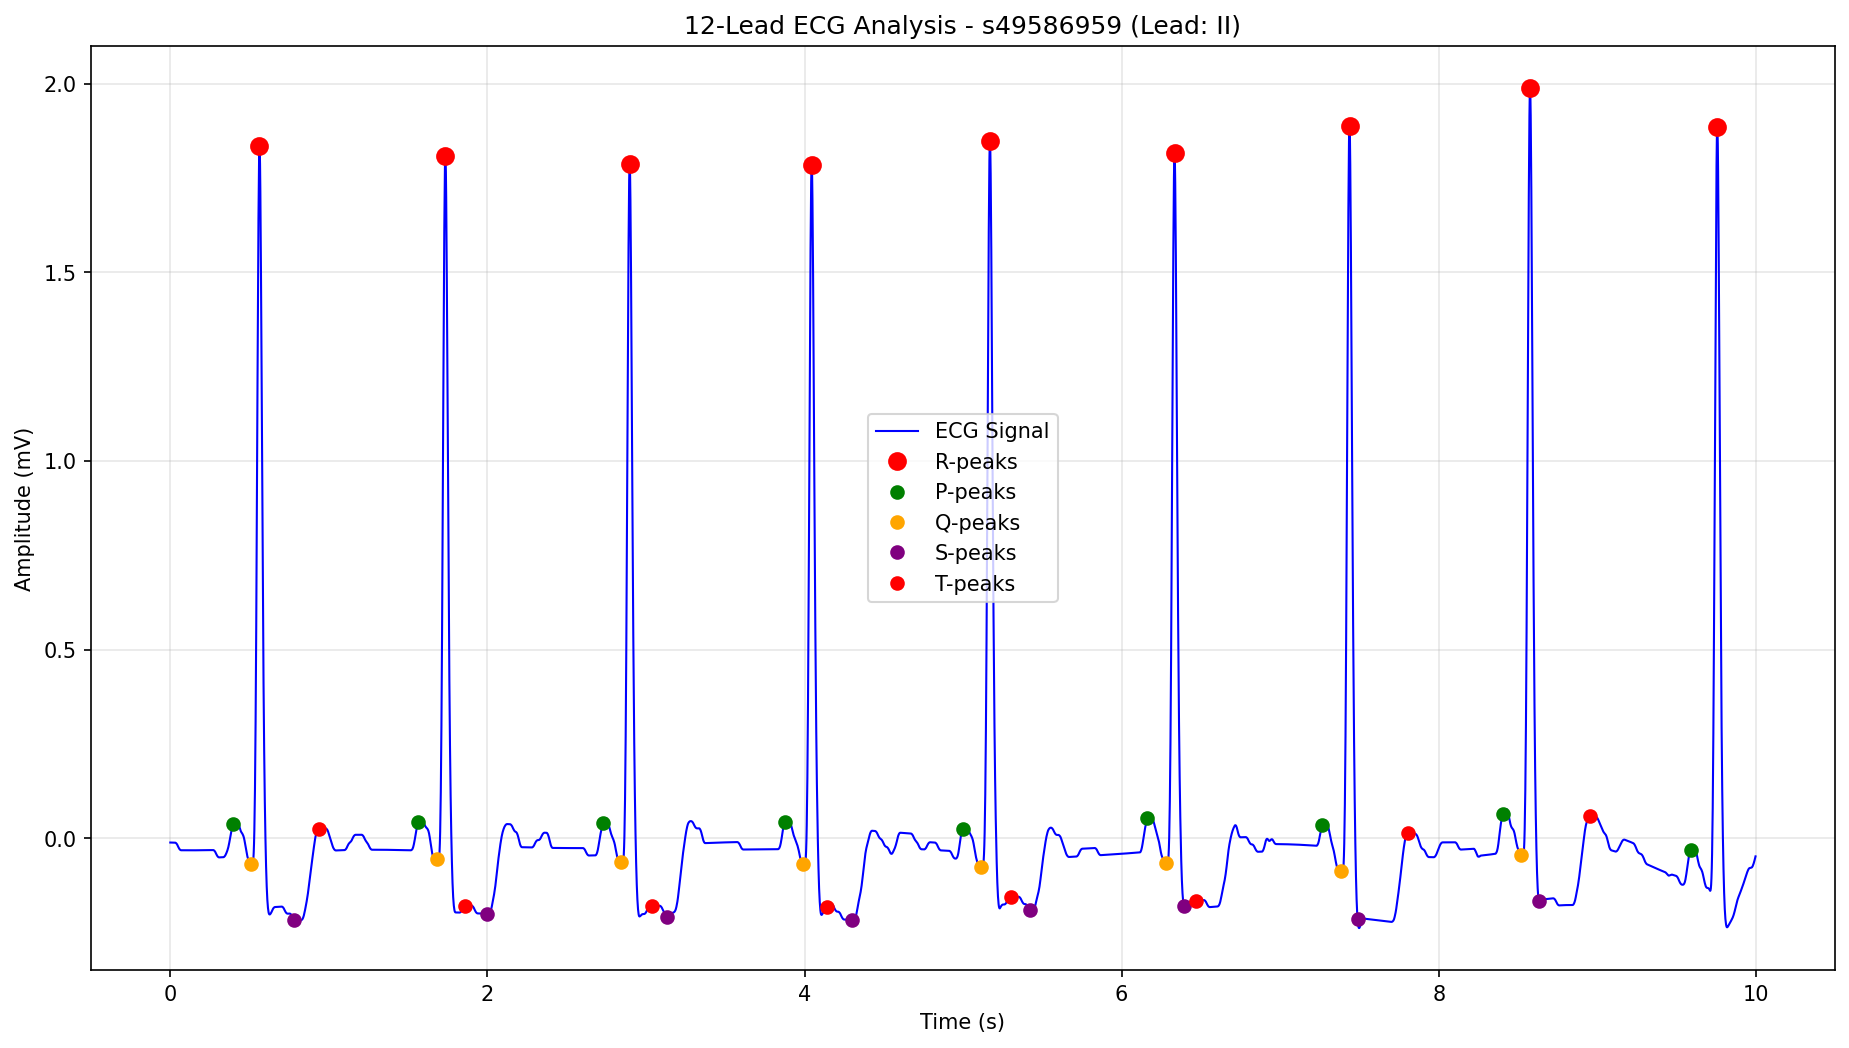 12-Lead ECG Analysis - s49586959 (Lead: II)
2.0
1.5
1.0
0.5
0.0
Amplitude (mV)
ECG Signal
R-peaks
P-peaks
Q-peaks
S-peaks
T-peaks
0 2 4 6 8 10
Time (s)